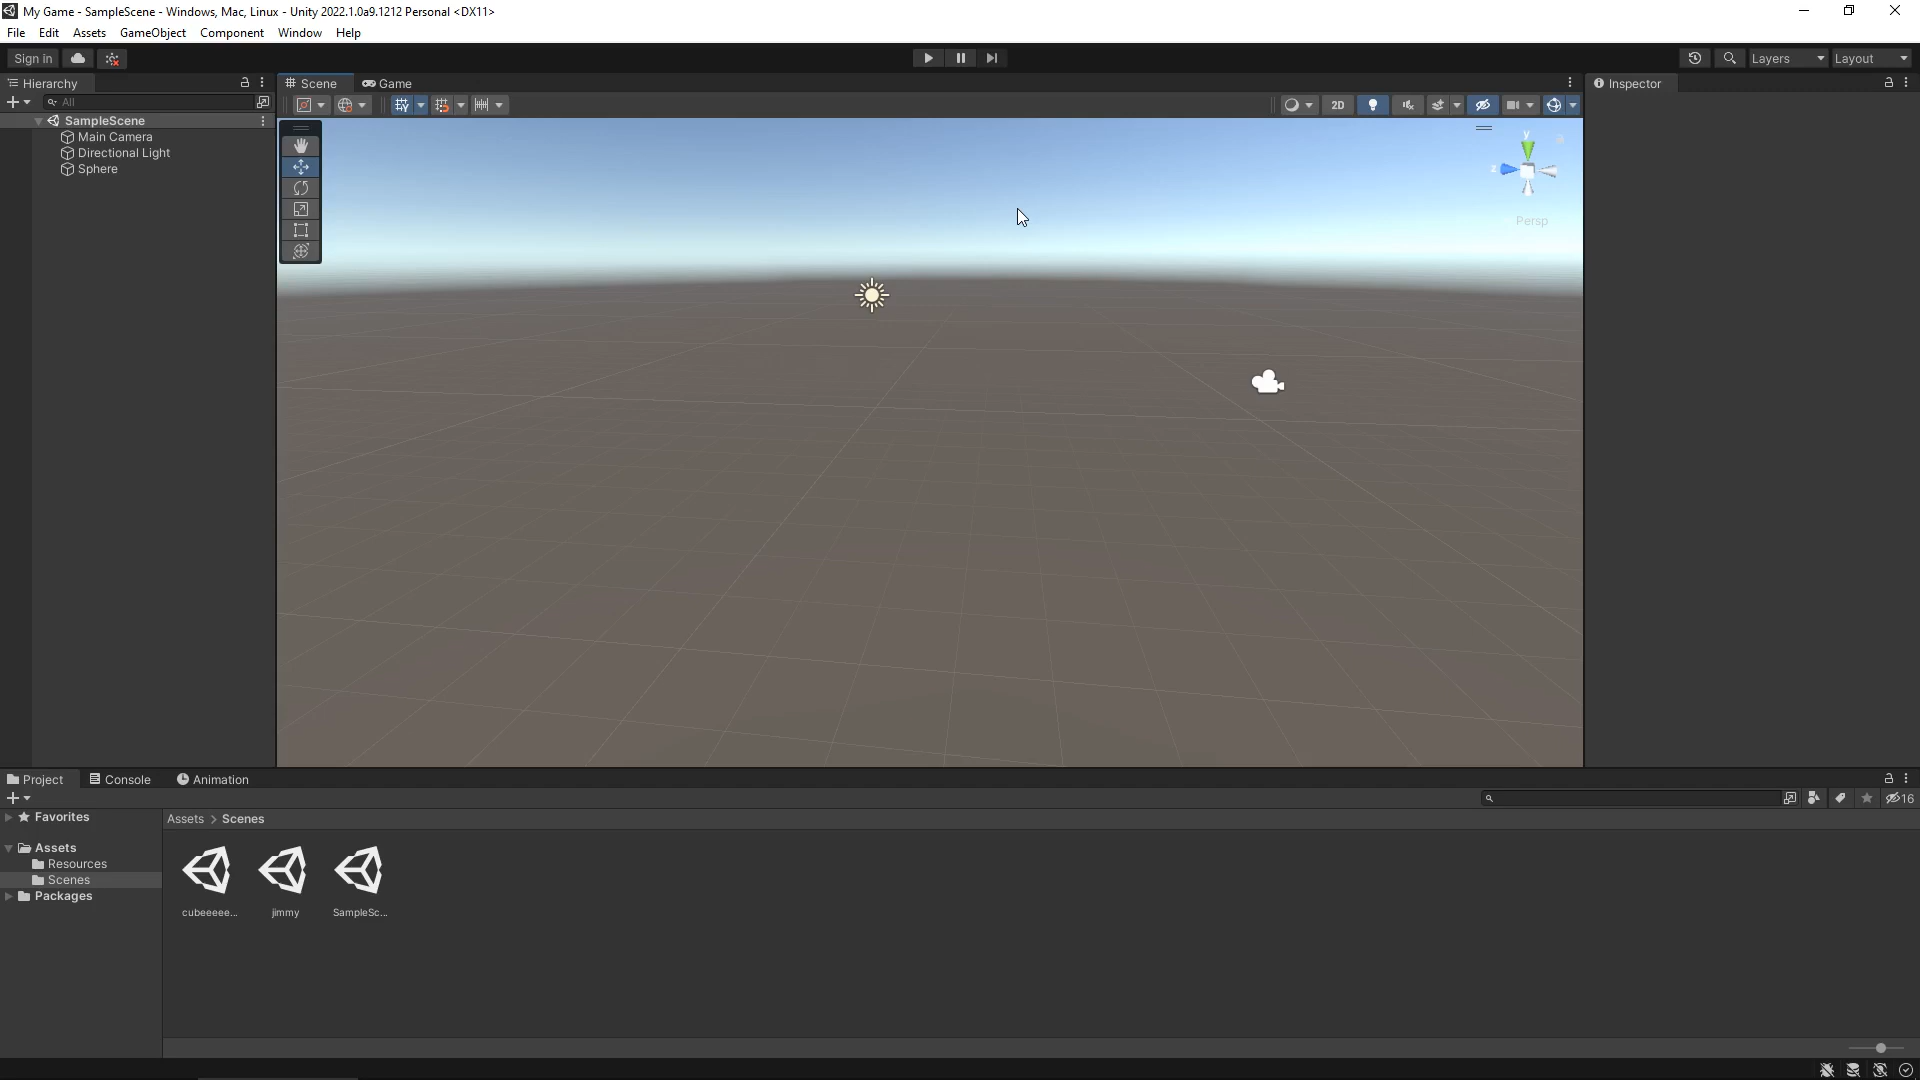 My Game - SampleScene - Windows, Mac, Linux - Unity 2022.1.0a9.1212 Personal <DX11>
File Edit Assets GameObject Component Window Help
Sign in
Layers
Layout
Hierarchy
Scene
Game
Inspector
All
2D
SampleScene
Main Camera
Directional Light
Sphere
y
z
Persp
Project
Console
Animation
16
Favorites
Assets > Scenes
Assets
Resources
Scenes
Packages
cubeeeee...
jimmy
SampleSc...